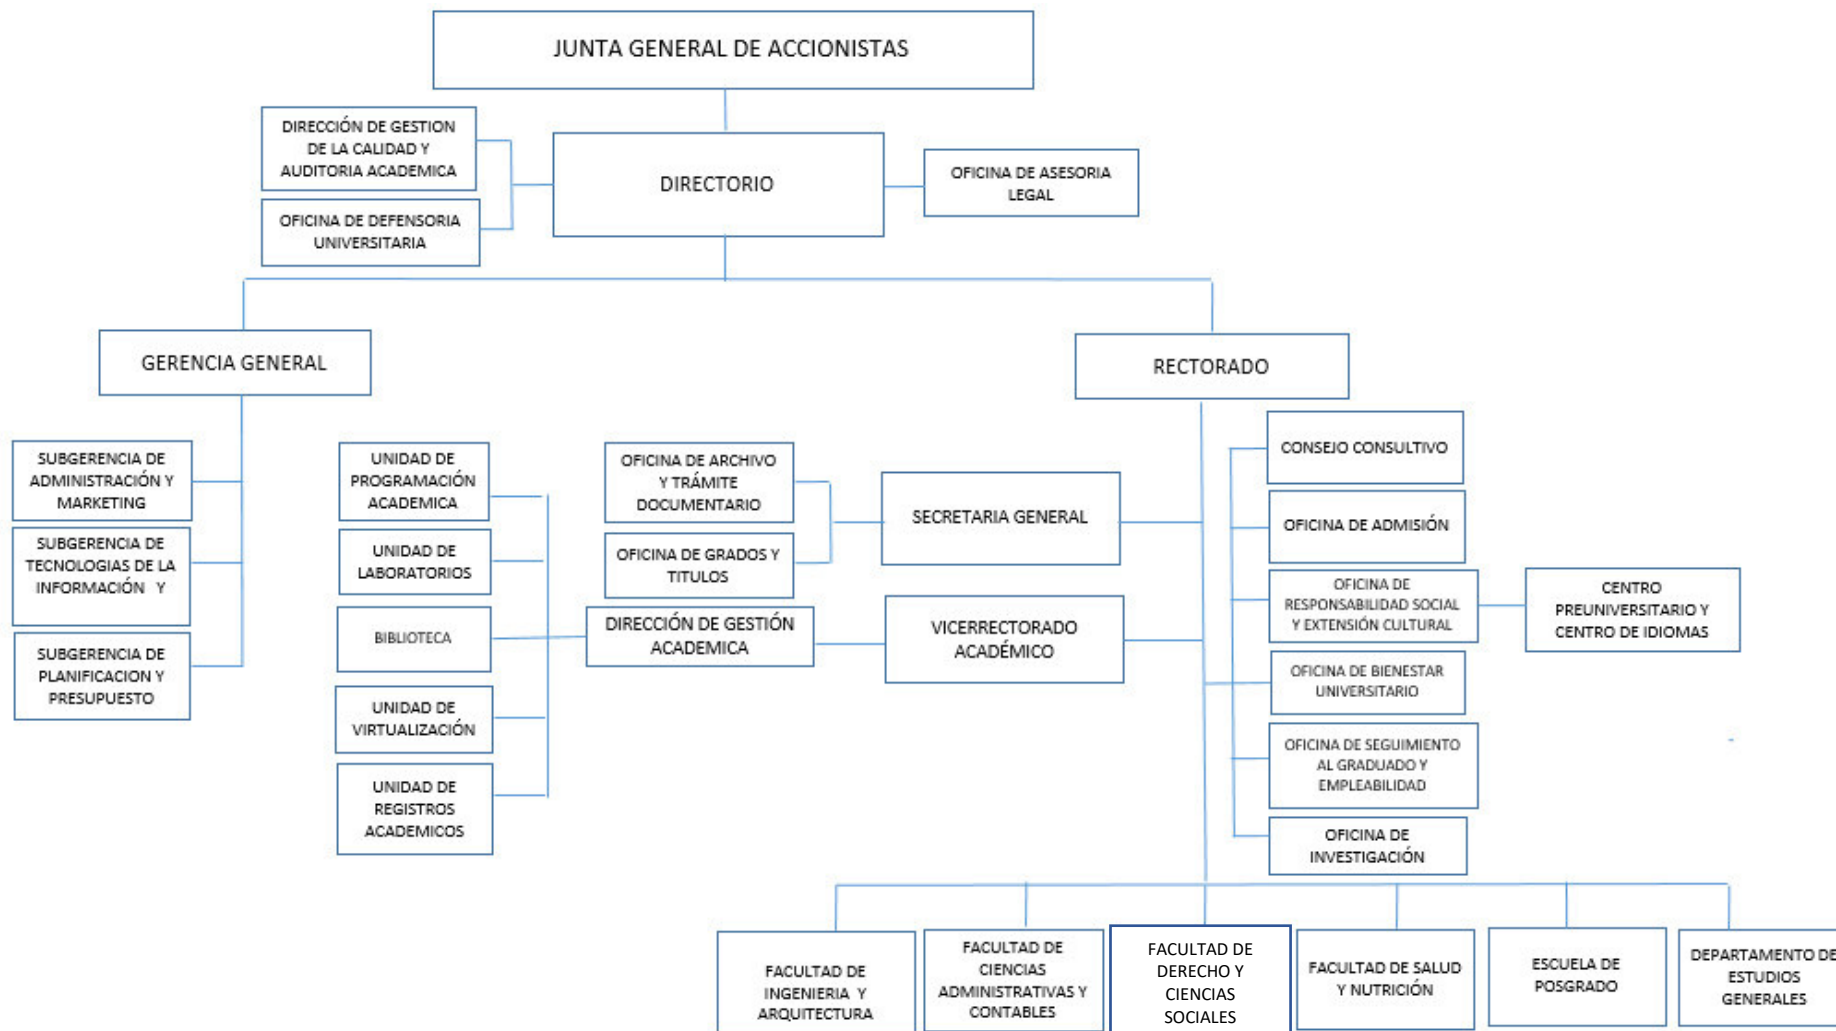 JUNTA GENERAL DE ACCIONISTAS
DIRECCIÓN DE GESTION
DE LA CALIDAD Y
AUDITORIA ACADEMICA
DIRECTORIO
OFICINA DE ASESORIA
LEGAL
OFICINA DE DEFENSORIA
UNIVERSITARIA
GERENCIA GENERAL
RECTORADO
SUBGERENCIA DE
ADMINISTRACIÓN Y
MARKETING
SUBGERENCIA DE
TECNOLOGIAS DE LA
INFORMACIÓN Y
SUBGERENCIA DE
PLANIFICACION Y
PRESUPUESTO
UNIDAD DE
PROGRAMACIÓN
ACADEMICA
UNIDAD DE
LABORATORIOS
BIBLIOTECA
UNIDAD DE
VIRTUALIZACIÓN
UNIDAD DE
REGISTROS
ACADEMICOS
OFICINA DE ARCHIVO
Y TRÁMITE
DOCUMENTARIO
OFICINA DE GRADOS Y
TITULOS
DIRECCIÓN DE GESTIÓN
ACADEMICA
SECRETARIA GENERAL
VICERRECTORADO
ACADÉMICO
CONSEJO CONSULTIVO
OFICINA DE ADMISIÓN
OFICINA DE
RESPONSABILIDAD SOCIAL
Y EXTENSIÓN CULTURAL
CENTRO
PREUNIVERSITARIO Y
CENTRO DE IDIOMAS
OFICINA DE BIENESTAR
UNIVERSITARIO
OFICINA DE SEGUIMIENTO
AL GRADUADO Y
EMPLEABILIDAD
OFICINA DE
INVESTIGACIÓN
FACULTAD DE
INGENIERIA Y
ARQUITECTURA
FACULTAD DE
CIENCIAS
ADMINISTRATIVAS Y
CONTABLES
FACULTAD DE
DERECHO Y
CIENCIAS
SOCIALES
FACULTAD DE SALUD
Y NUTRICIÓN
ESCUELA DE
POSGRADO
DEPARTAMENTO DE
ESTUDIOS
GENERALES